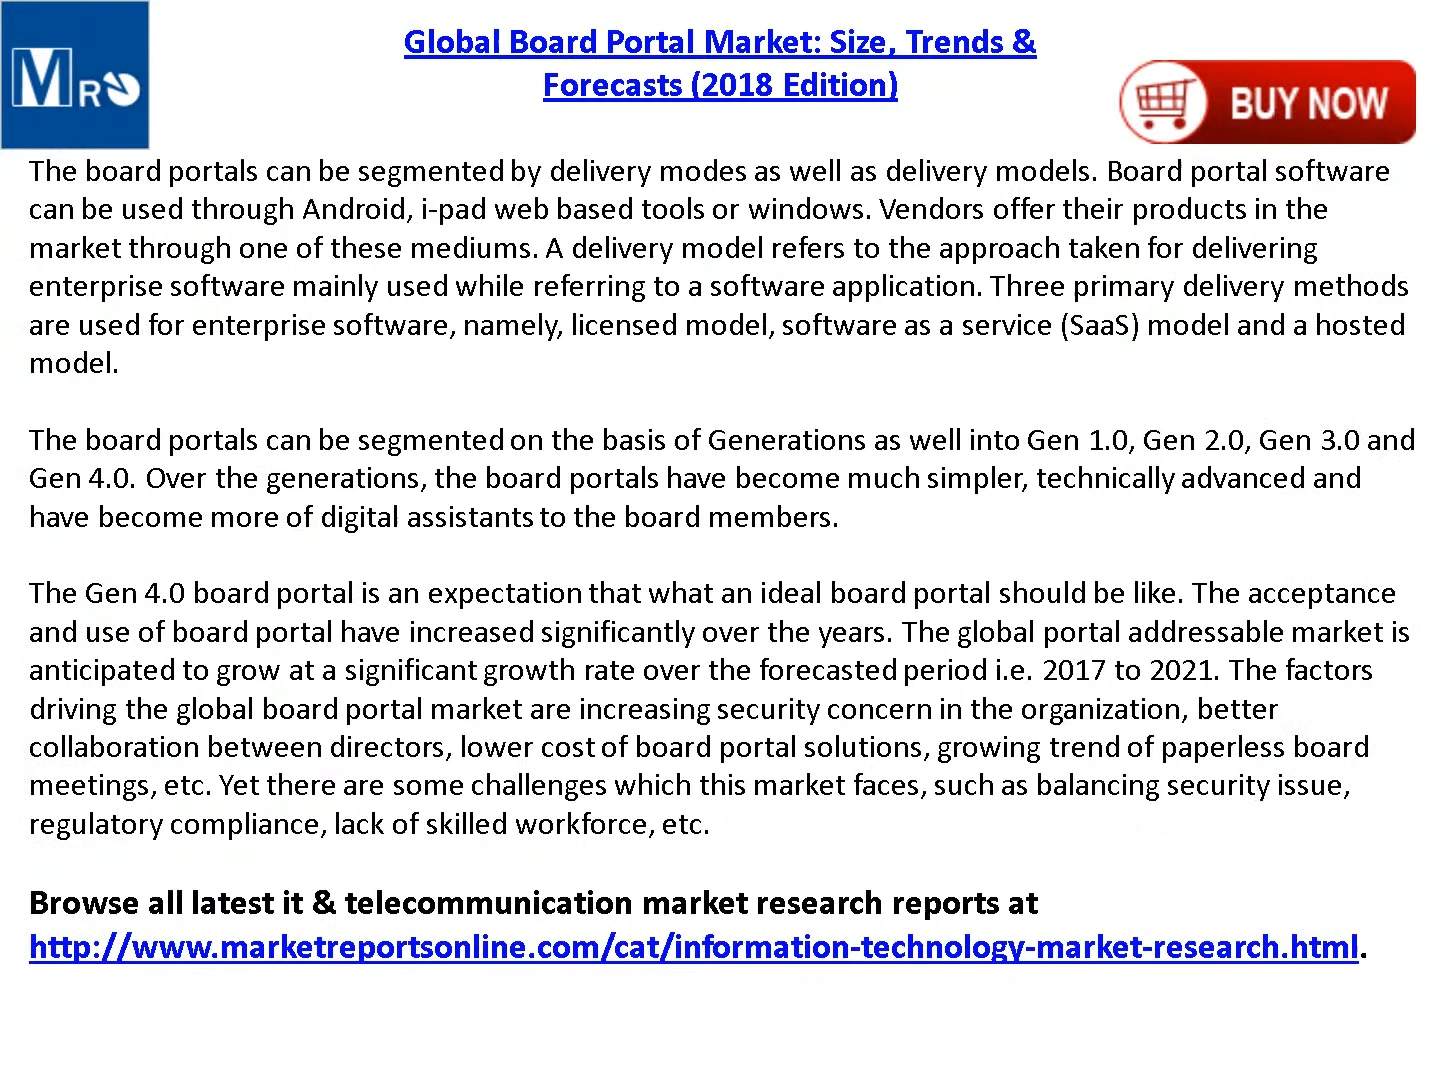 MRO
Global Board Portal Market: Size, Trends &
Forecasts (2018 Edition)
BUY NOW
The board portals can be segmented by delivery modes as well as delivery models. Board portal software
can be used through Android, i-pad web based tools or windows. Vendors offer their products in the
market through one of these mediums. A delivery model refers to the approach taken for delivering
enterprise software mainly used while referring to a software application. Three primary delivery methods
are used for enterprise software, namely, licensed model, software as a service (SaaS) model and a hosted
model.
The board portals can be segmented on the basis of Generations as well into Gen 1.0, Gen 2.0, Gen 3.0 and
Gen 4.0. Over the generations, the board portals have become much simpler, technically advanced and
have become more of digital assistants to the board members.
The Gen 4.0 board portal is an expectation that what an ideal board portal should be like. The acceptance
and use of board portal have increased significantly over the years. The global portal addressable market is
anticipated to grow at a significant growth rate over the forecasted period i.e. 2017 to 2021. The factors
driving the global board portal market are increasing security concern in the organization, better
collaboration between directors, lower cost of board portal solutions, growing trend of paperless board
meetings, etc. Yet there are some challenges which this market faces, such as balancing security issue,
regulatory compliance, lack of skilled workforce, etc.
Browse all latest it & telecommunication market research reports at
http://www.marketreportsonline.com/cat/information-technology-market-research.html.